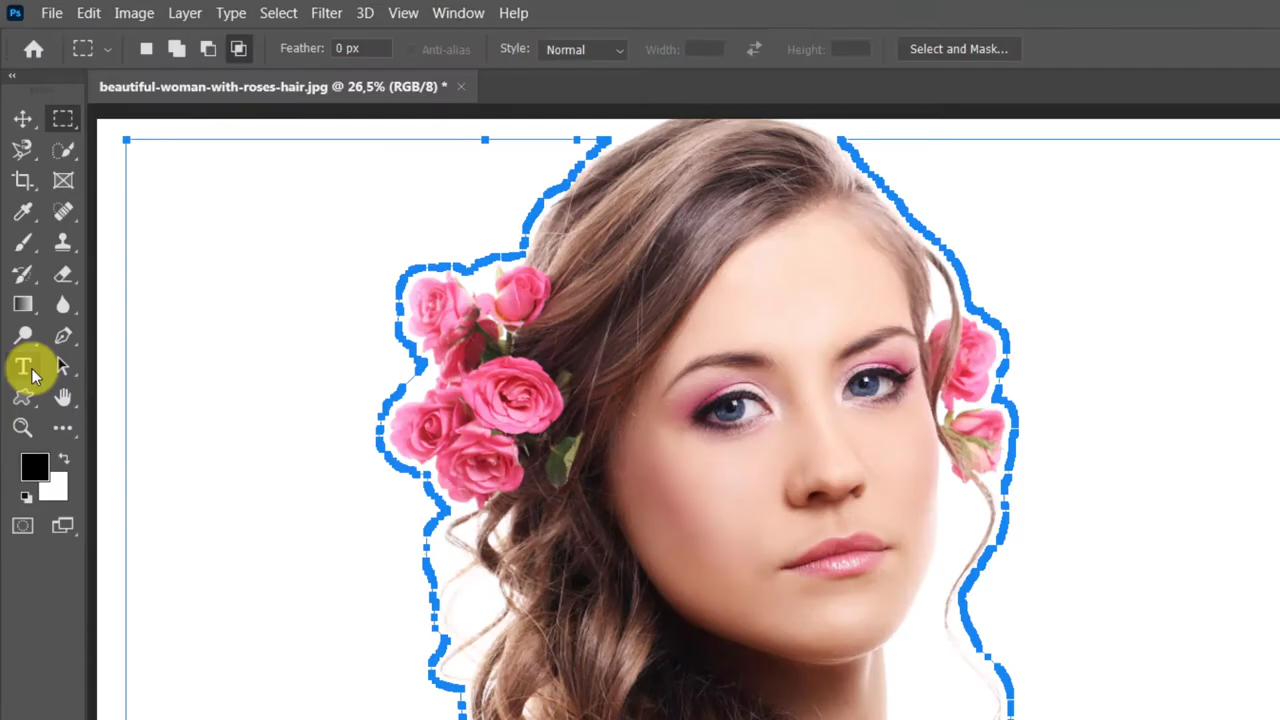 Ps File Edit Image Layer Type Select Filter 3D View Window Help
Feather: 0 px Anti-alias Style: Normal Width: Height: Select and Mask...
beautiful-woman-with-roses-hair.jpg @ 26,5% (RGB/8) * ×
T